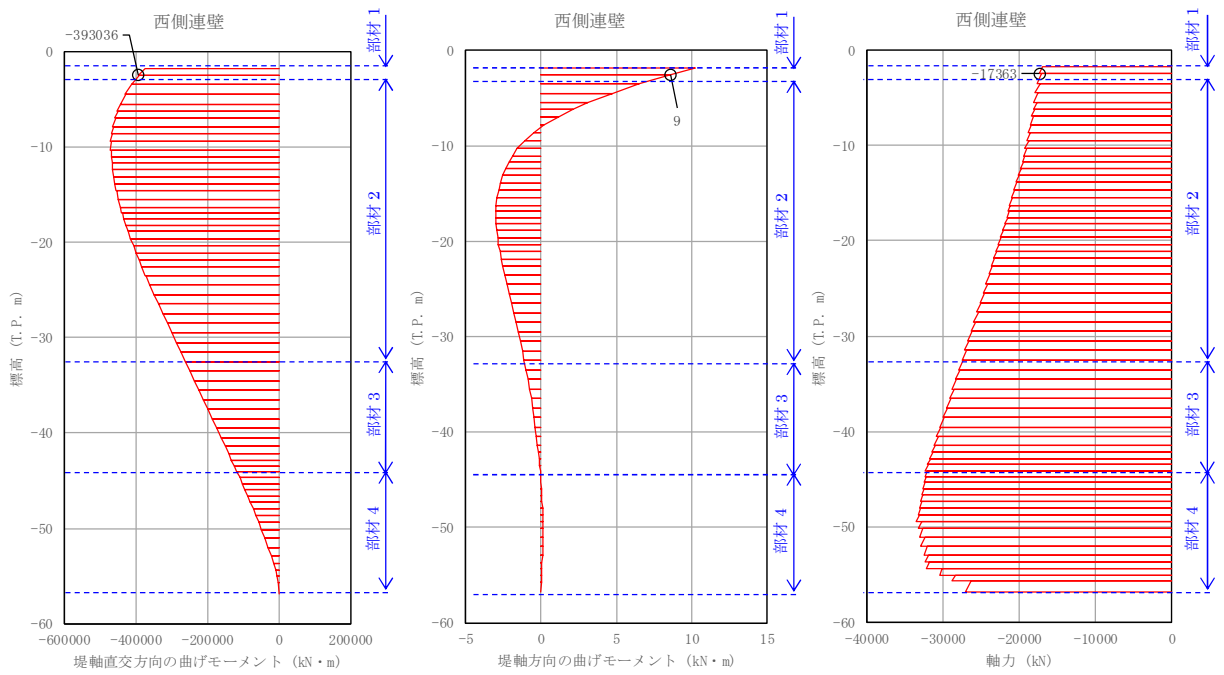 西側連壁
-393036
0
-10
-20
-30
-40
-50
-60
標高 (T.P. m)
-600000
-400000
-200000
0
200000
堤軸直交方向の曲げモーメント (kN・m)
部材 1
部材 2
部材 3
部材 4
西側連壁
9
0
-10
-20
-30
-40
-50
-60
標高 (T.P. m)
-5
0
5
10
15
堤軸方向の曲げモーメント (kN・m)
部材 1
部材 2
部材 3
部材 4
西側連壁
-17363
0
-10
-20
-30
-40
-50
-60
標高 (T.P. m)
-40000
-30000
-20000
-10000
0
軸力 (kN)
部材 1
部材 2
部材 3
部材 4